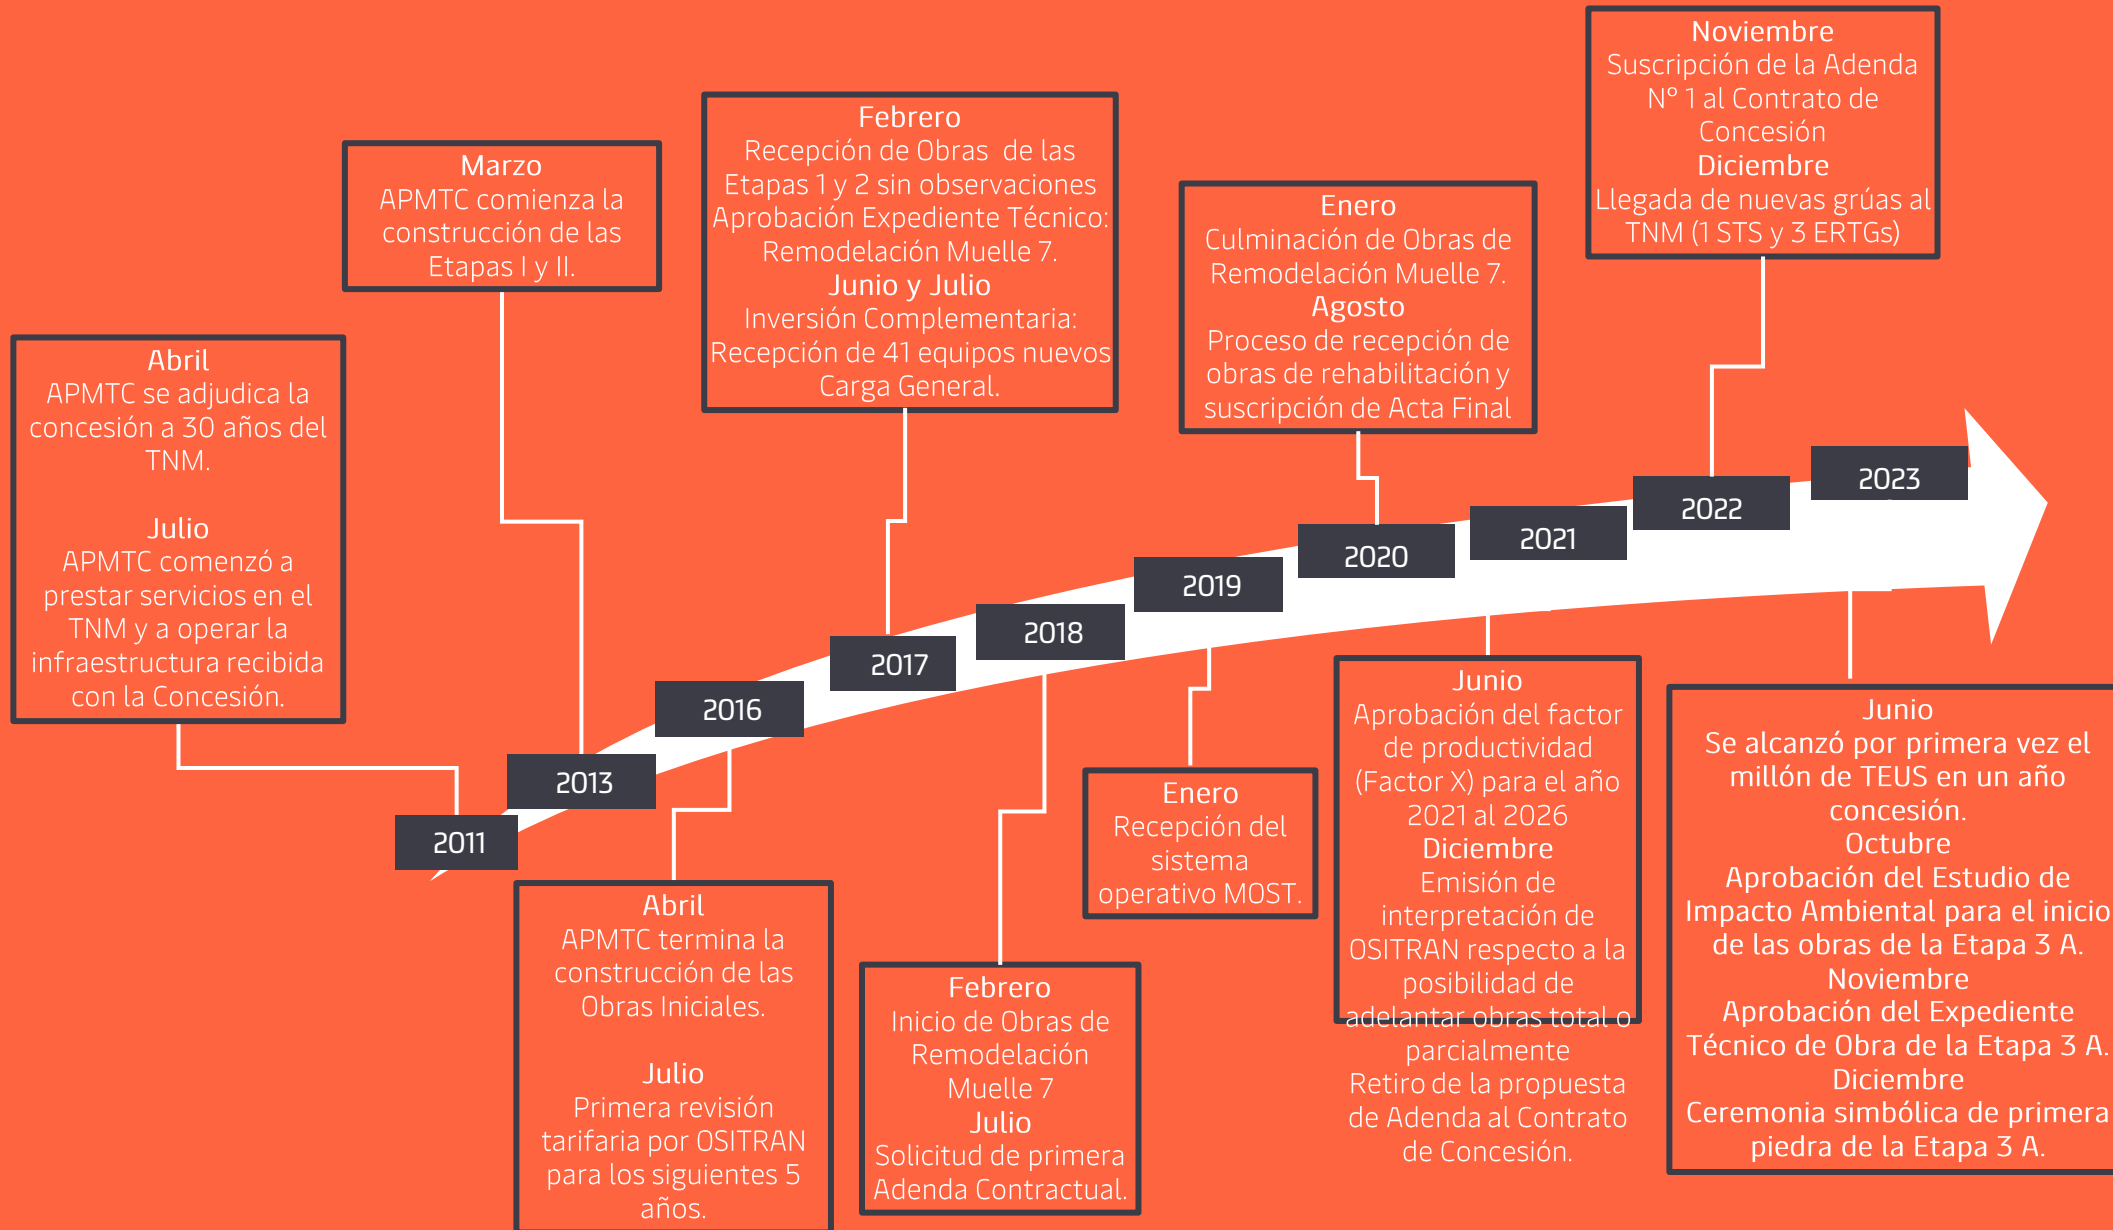 Abril
APMTC se adjudica la
concesión a 30 años del
TNM.
Julio
APMTC comenzó a
prestar servicios en el
TNM y a operar la
infraestructura recibida
con la Concesión.
2011
Marzo
APMTC comienza la
construcción de las
Etapas I y II.
2013
Abril
APMTC termina la
construcción de las
Obras Iniciales.
Julio
Primera revisión
tarifaria por OSITRAN
para los siguientes 5
años.
2016
Febrero
Recepción de Obras de las
Etapas 1 y 2 sin observaciones
Aprobación Expediente Técnico:
Remodelación Muelle 7.
Junio y Julio
Inversión Complementaria:
Recepción de 41 equipos nuevos
Carga General.
2017
Febrero
Inicio de Obras de
Remodelación
Muelle 7
Julio
Solicitud de primera
Adenda Contractual.
2018
Enero
Recepción del
sistema
operativo MOST.
2019
Enero
Culminación de Obras de
Remodelación Muelle 7.
Agosto
Proceso de recepción de
obras de rehabilitación y
suscripción de Acta Final
2020
Junio
Aprobación del factor
de productividad
(Factor X) para el año
2021 al 2026
Diciembre
Emisión de
interpretación de
OSITRAN respecto a la
posibilidad de
adelantar obras total o
parcialmente
Retiro de la propuesta
de Adenda al Contrato
de Concesión.
2021
Noviembre
Suscripción de la Adenda
N° 1 al Contrato de
Concesión
Diciembre
Llegada de nuevas grúas al
TNM (1 STS y 3 ERTGs)
2022
Junio
Se alcanzó por primera vez el
millón de TEUS en un año
concesión.
Octubre
Aprobación del Estudio de
Impacto Ambiental para el inicio
de las obras de la Etapa 3 A.
Noviembre
Aprobación del Expediente
Técnico de Obra de la Etapa 3 A.
Diciembre
Ceremonia simbólica de primera
piedra de la Etapa 3 A.
2023